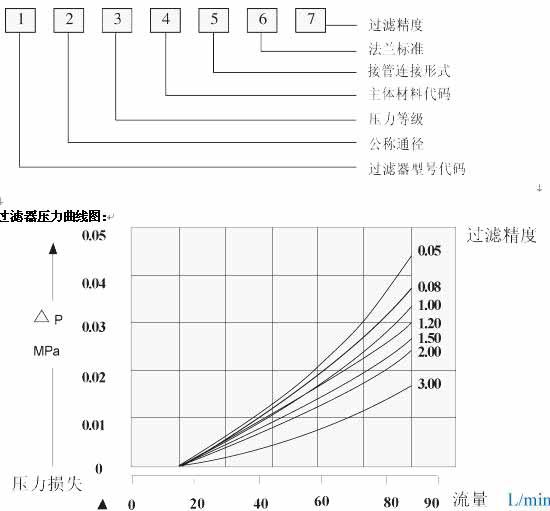 1 2 3 4 5 6 7 过滤精度
法兰标准
接管连接形式
主体材料代码
压力等级
公称通径
过滤器型号代码
过滤器压力曲线图:
过滤精度
0.05
0.04
0.03
0.02
0.01
0
△ P
MPa
压力损失
0.05
0.08
1.00
1.20
1.50
2.00
3.00
▲ 0 20 40 60 80 90 流量 L/min